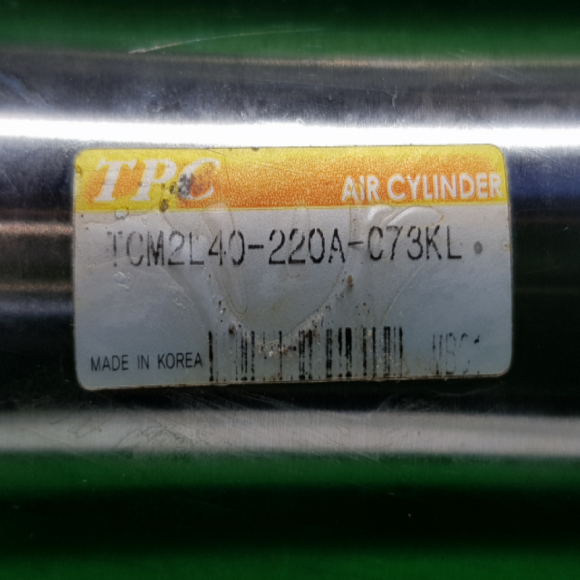 TPC
AIR CYLINDER
TCM2L40-220A-C73KL
MADE IN KOREA